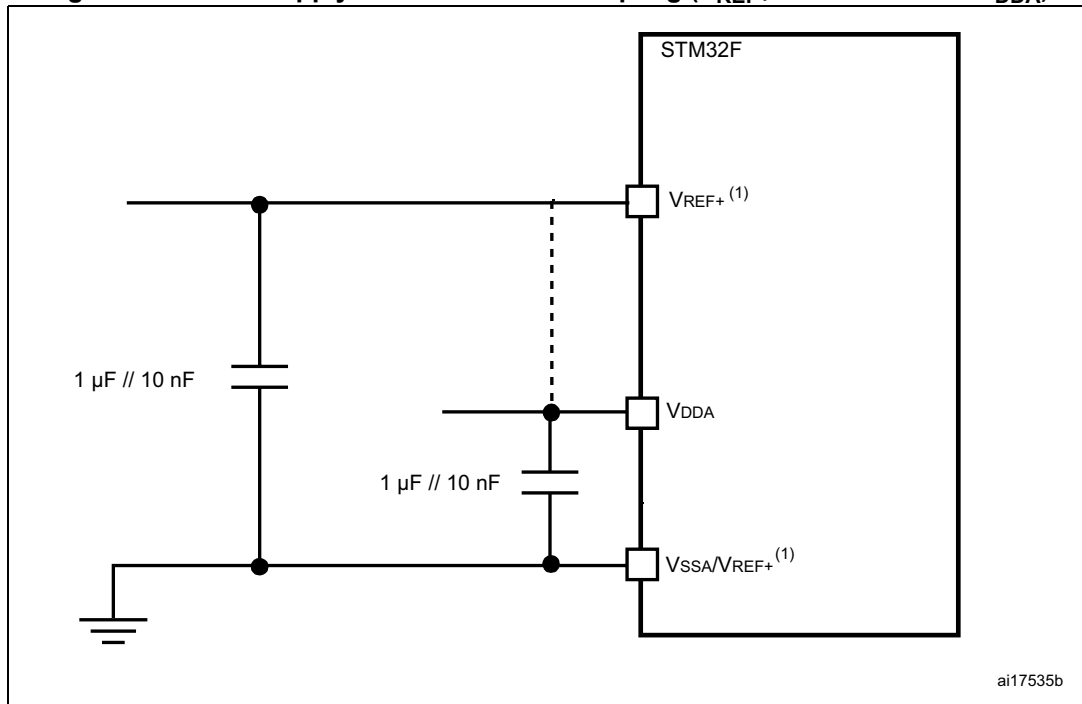 STM32F
VREF+ (1)
1 µF // 10 nF
VDDA
1 µF // 10 nF
VSSA/VREF+ (1)
ai17535b